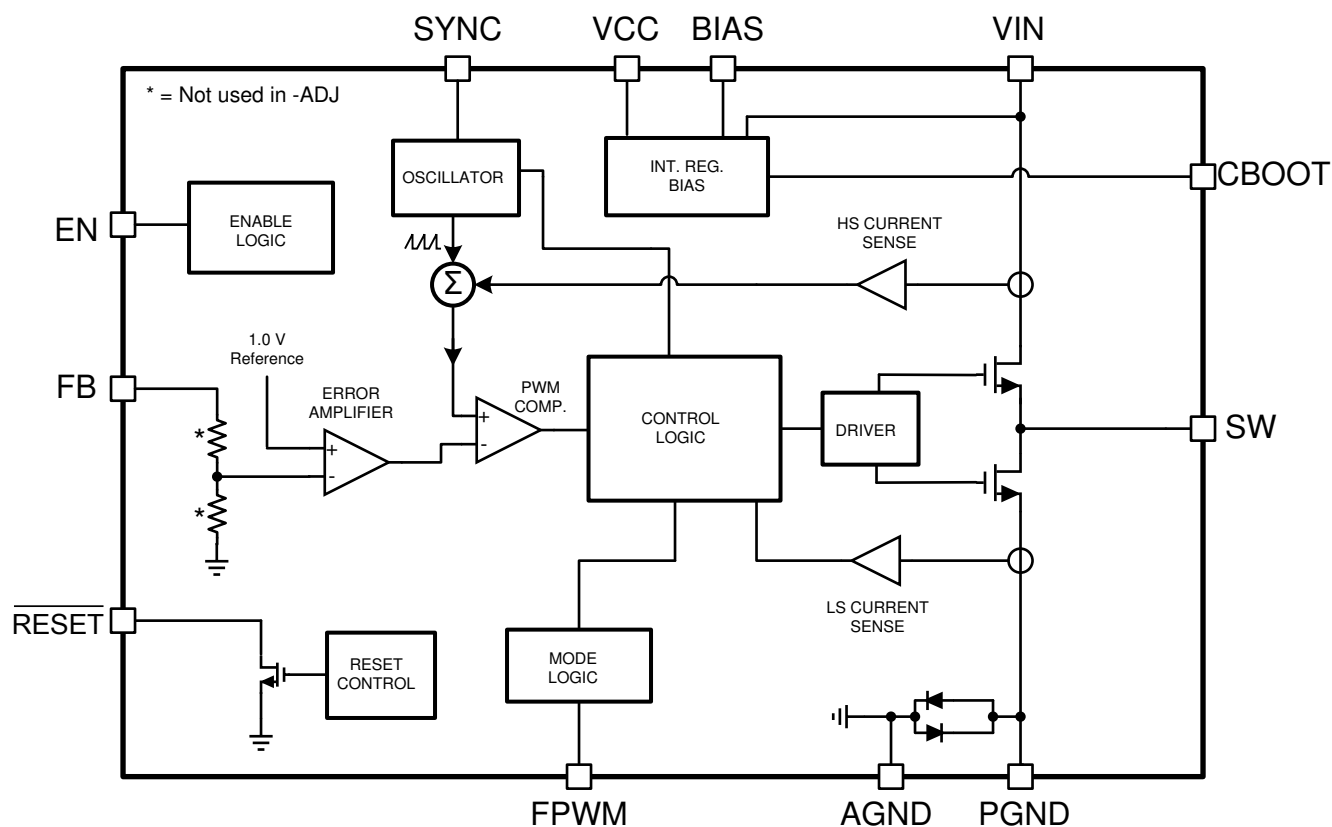 SYNC
VCC
BIAS
VIN
* = Not used in -ADJ
OSCILLATOR
INT. REG.
BIAS
CBOOT
EN
ENABLE
LOGIC
HS CURRENT
SENSE
Σ
1.0 V
Reference
FB
ERROR
AMPLIFIER
PWM
COMP.
CONTROL
LOGIC
DRIVER
SW
*
+
-
+
-
*
RESET
RESET
CONTROL
MODE
LOGIC
LS CURRENT
SENSE
FPWM
AGND
PGND